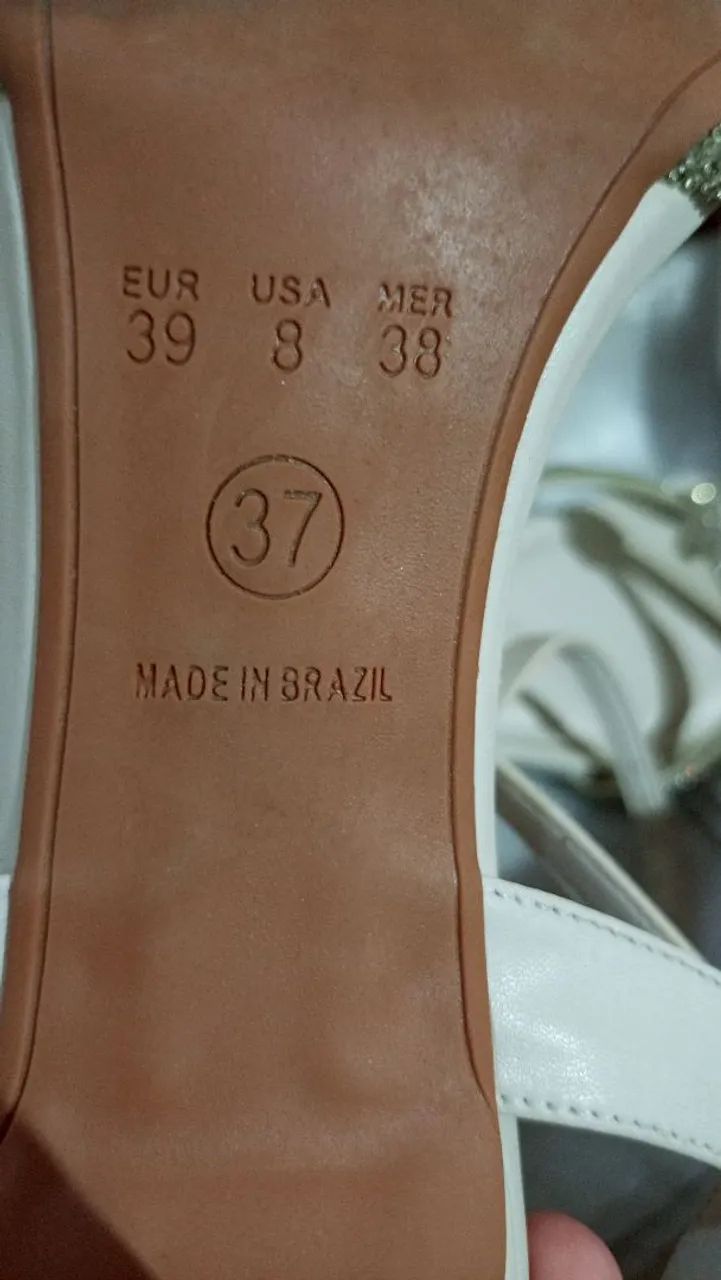 EUR USA MER
39 8 38
37
MADE IN BRAZIL